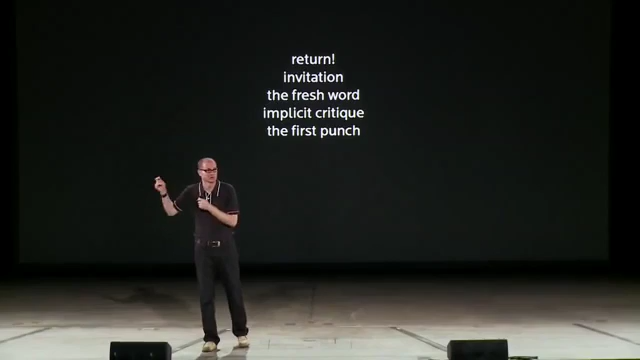 return!
invitation
the fresh word
implicit critique
the first punch